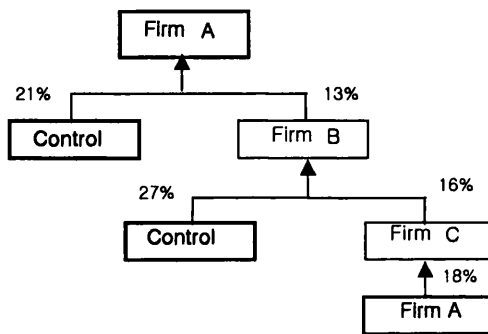 Firm A
21%
13%
Control
Firm B
27%
16%
Control
Firm C
18%
Firm A